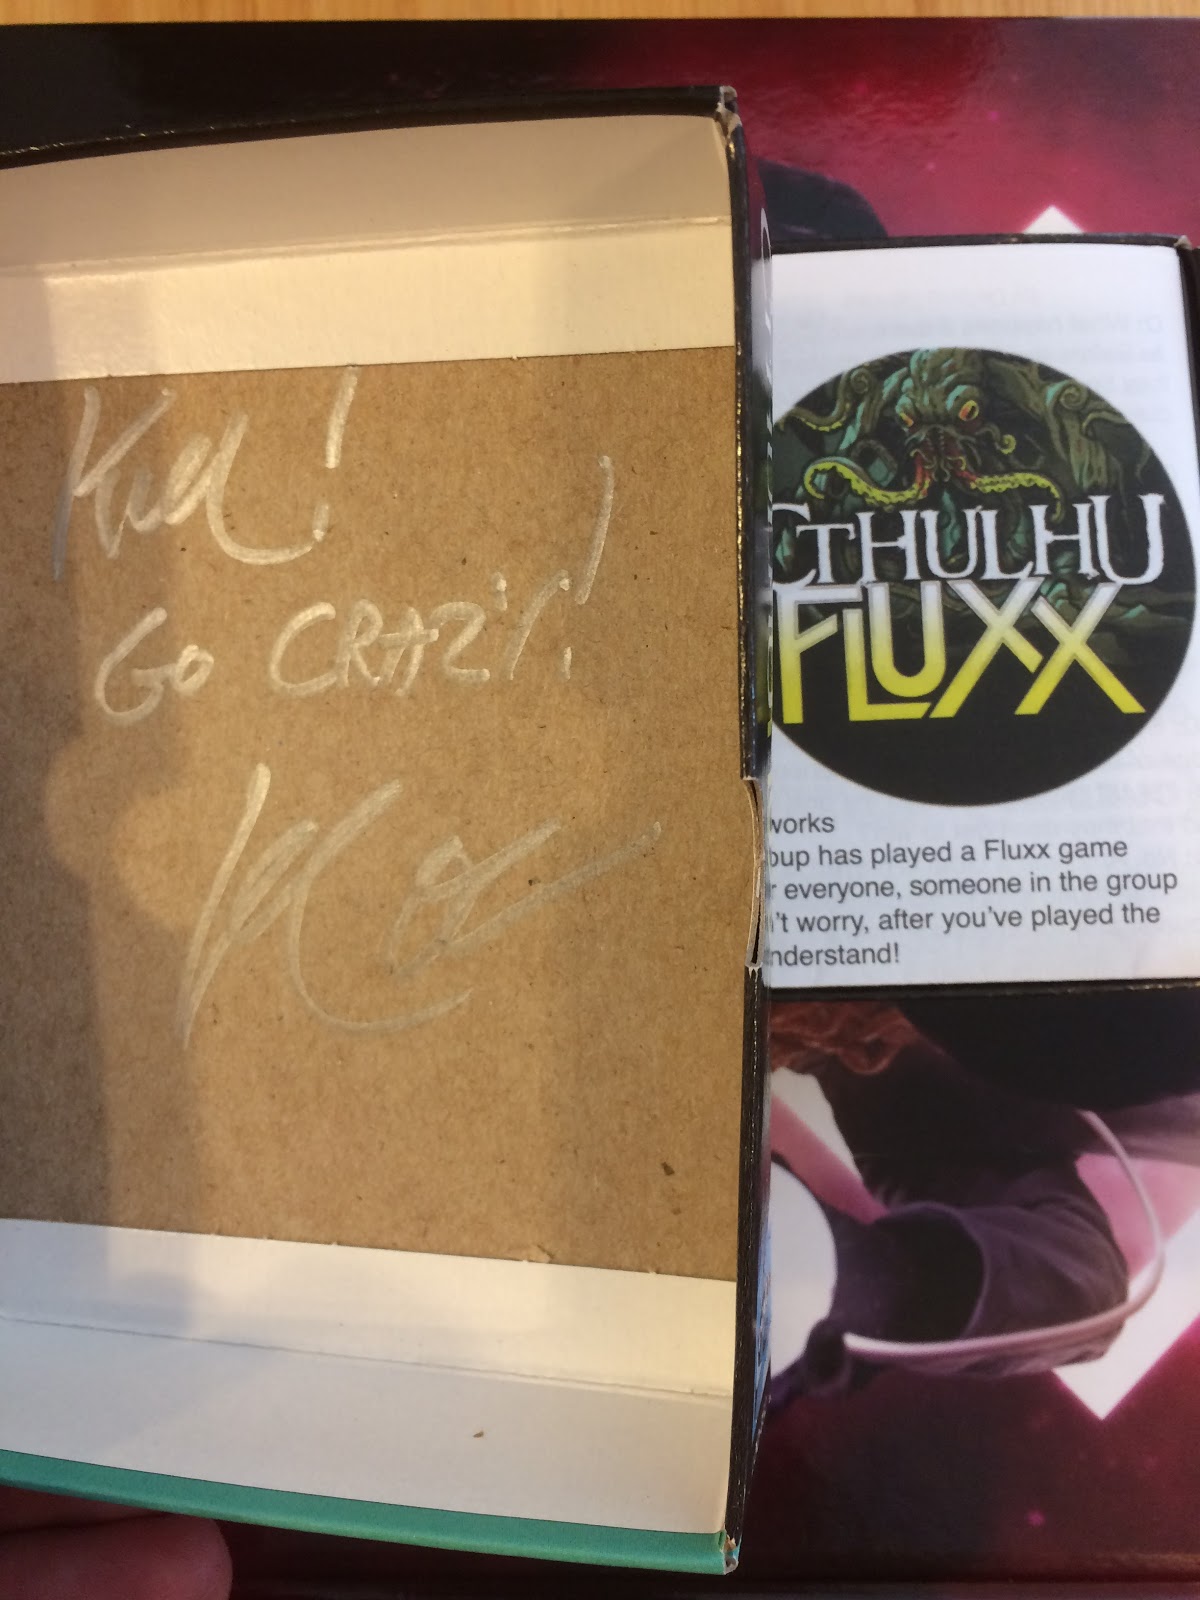 !
GO CRAZY!
CTHULHU
FLUXX
works
oup has played a Fluxx game
r everyone, someone in the group
n't worry, after you've played the
nderstand!